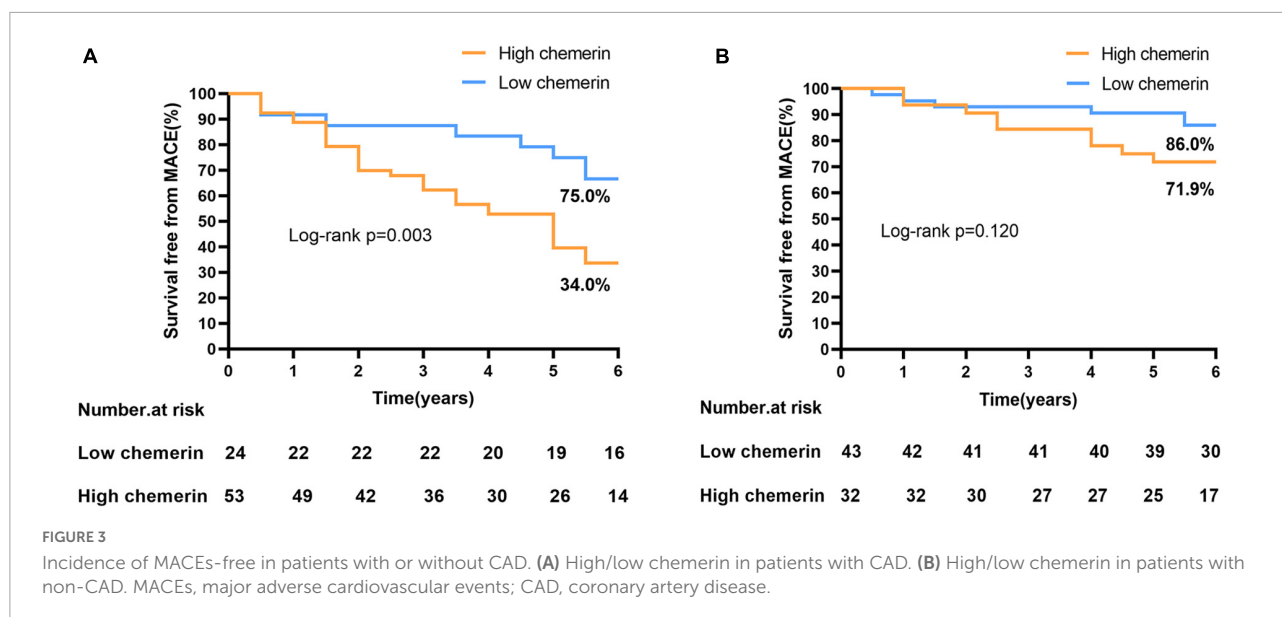 A
High chemerin
Low chemerin
Survival free from MACE(%)
100
90
80
70
60
50
40
30
20
10
0
75.0%
34.0%
Log-rank p=0.003
0 1 2 3 4 5 6
Time(years)
Number.at risk
Low chemerin 24 22 22 22 20 19 16
High chemerin 53 49 42 36 30 26 14
B
High chemerin
Low chemerin
Survival free from MACE(%)
100
90
80
70
60
50
40
30
20
10
0
86.0%
71.9%
Log-rank p=0.120
0 1 2 3 4 5 6
Time(years)
Number.at risk
Low chemerin 43 42 41 41 40 39 30
High chemerin 32 32 30 27 27 25 17
FIGURE 3
Incidence of MACEs-free in patients with or without CAD. (A) High/low chemerin in patients with CAD. (B) High/low chemerin in patients with
non-CAD. MACEs, major adverse cardiovascular events; CAD, coronary artery disease.